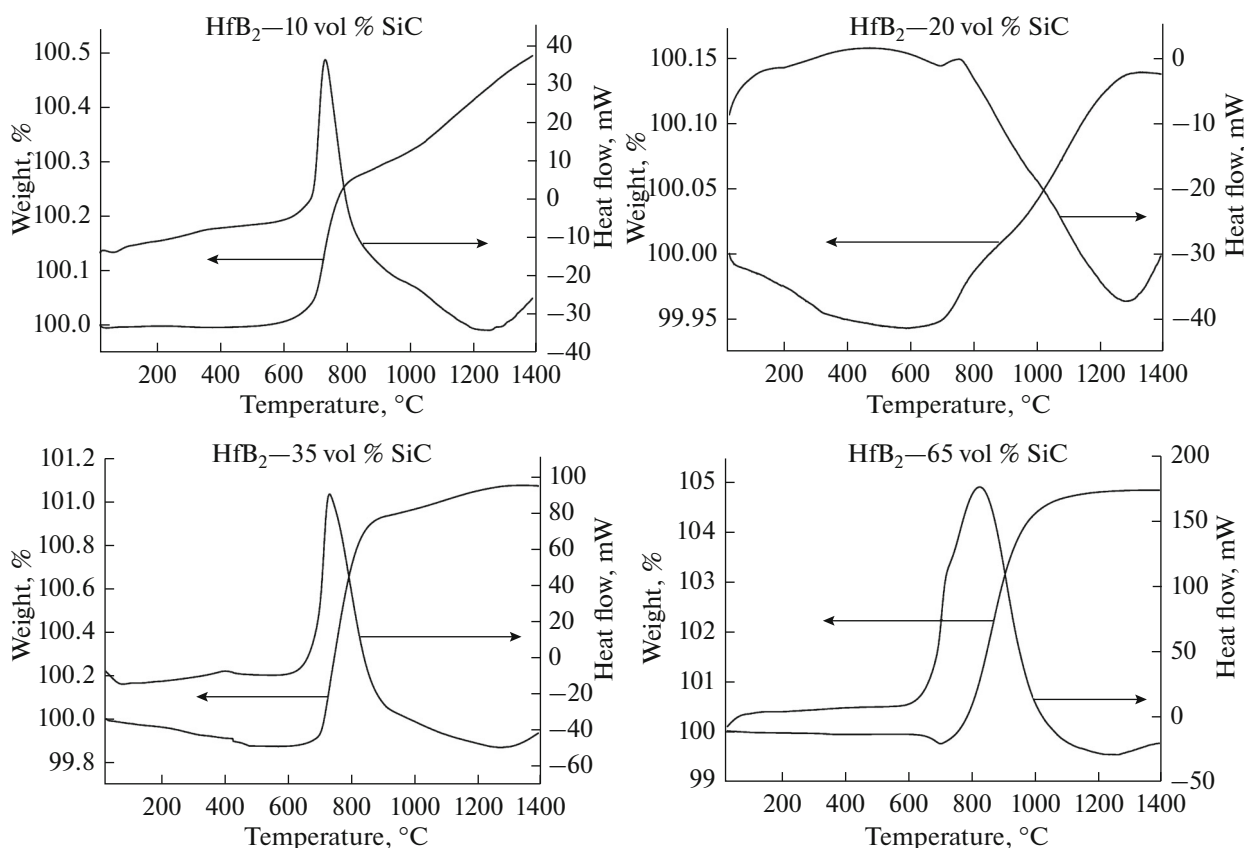 HfB2—10 vol % SiC
100.5
100.4
100.3
100.2
100.1
100.0
Weight, %
40
30
20
10
0
−10
−20
−30
−40
Heat flow, mW
200 400 600 800 1000 1200 1400
Temperature, °C
HfB2—20 vol % SiC
100.15
100.13
100.05
100.00
99.95
Weight, %
0
−10
−20
−30
−40
Heat flow, mW
200 400 600 800 1000 1200 1400
Temperature, °C
HfB2—35 vol % SiC
101.2
101.0
100.8
100.6
100.4
100.2
100.0
99.8
Weight, %
100
80
60
40
20
0
−20
−40
−60
Heat flow, mW
200 400 600 800 1000 1200 1400
Temperature, °C
HfB2—65 vol % SiC
105
104
103
102
101
100
99
Weight, %
200
150
100
50
0
−50
Heat flow, mW
200 400 600 800 1000 1200 1400
Temperature, °C